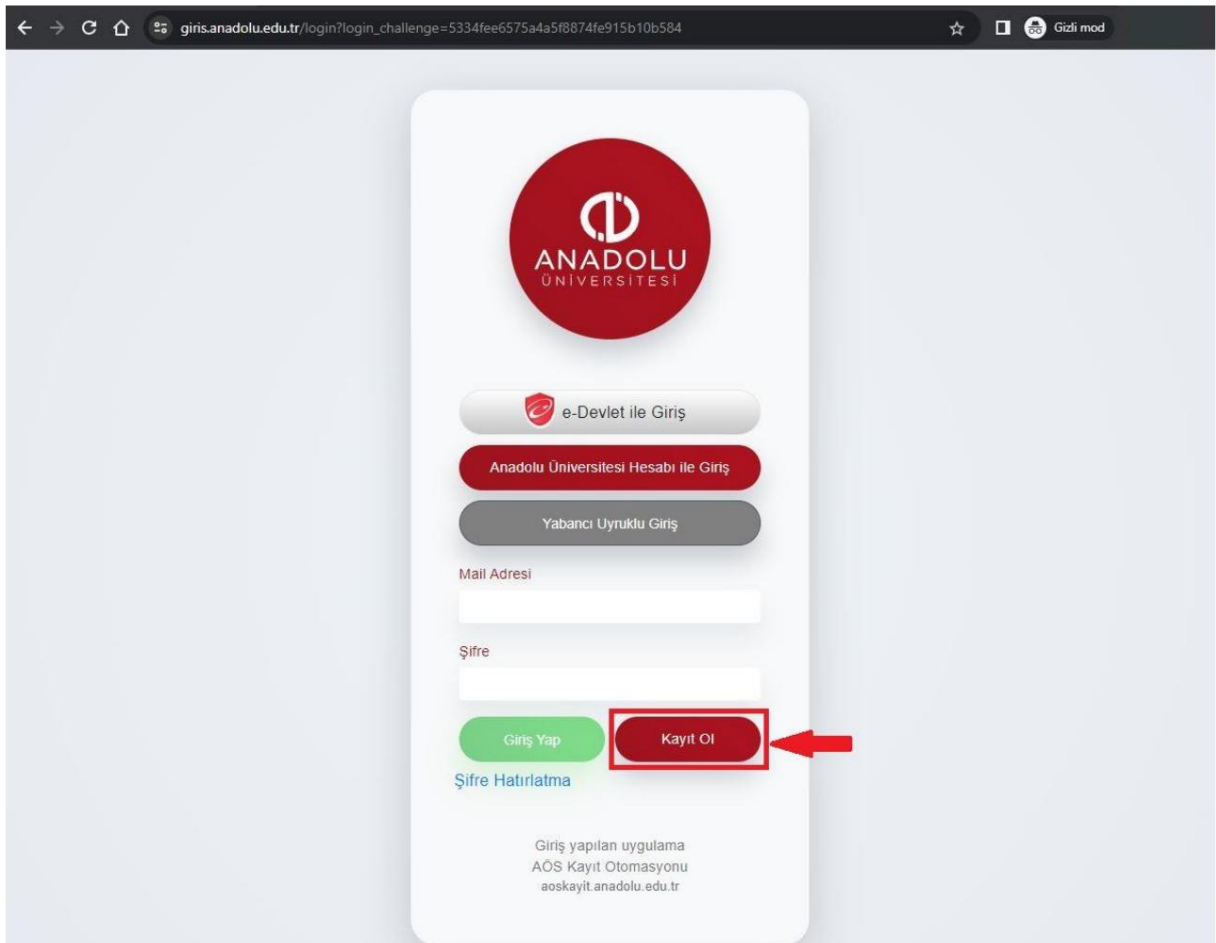 giris.anadolu.edu.tr/login?login_challenge=5334fee6575a4a5f8874fe915b10b584
Gizli mod
ANADOLU
ÜNİVERSİTESİ
e-Devlet ile Giriş
Anadolu Üniversitesi Hesabı ile Giriş
Yabancı Uyruklu Giriş
Mail Adresi
Şifre
Giriş Yap
Kayıt Ol
Şifre Hatırlatma
Giriş yapılan uygulama
AÖS Kayıt Otomasyonu
aoskayit.anadolu.edu.tr